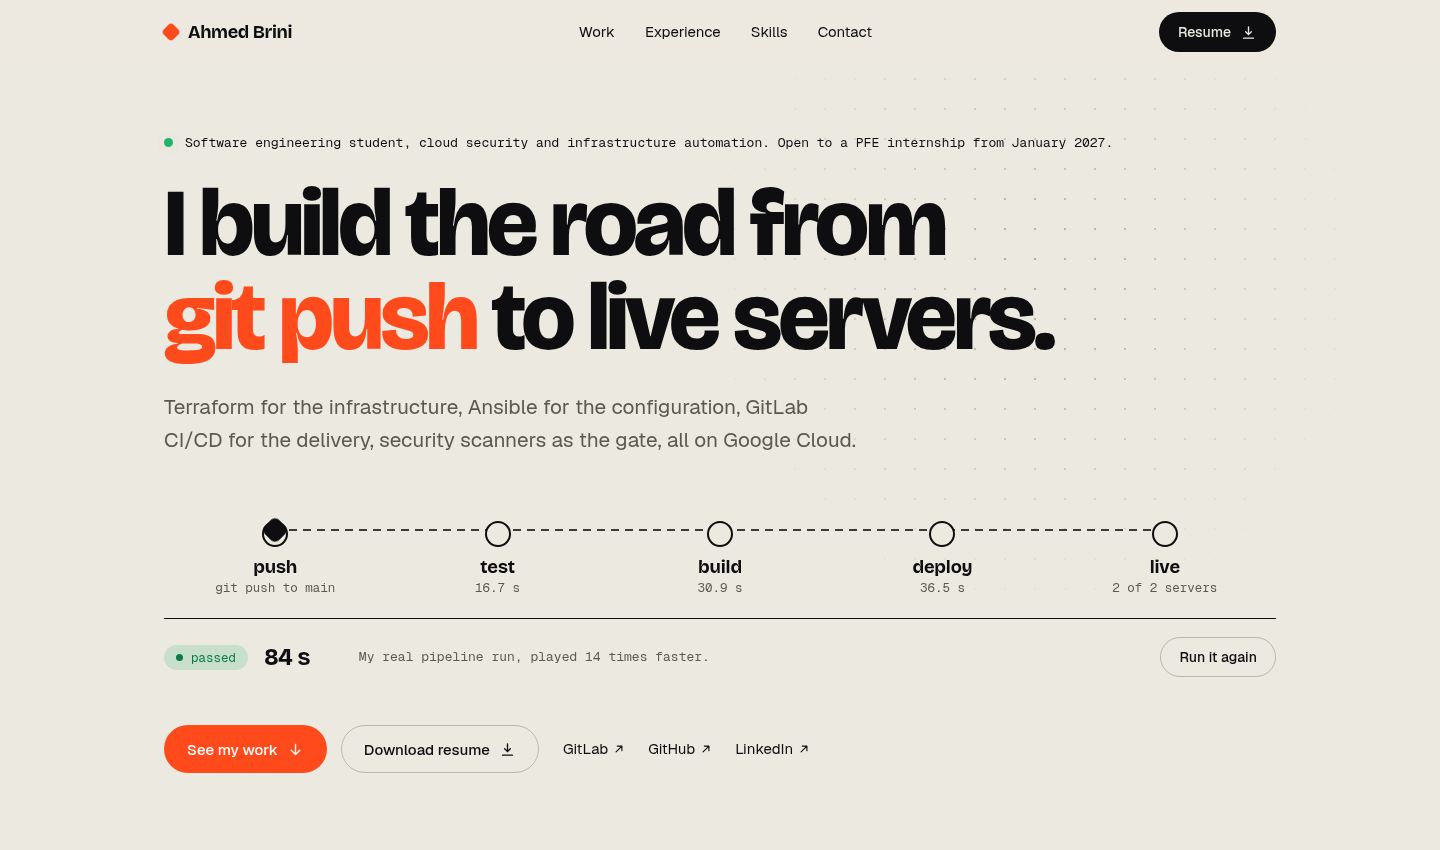 Ahmed Brini
Work
Experience
Skills
Contact
Resume
Software engineering student, cloud security and infrastructure automation. Open to a PFE internship from January 2027.
I build the road from
git push to live servers.
Terraform for the infrastructure, Ansible for the configuration, GitLab
CI/CD for the delivery, security scanners as the gate, all on Google Cloud.
push
git push to main
test
16.7 s
build
30.9 s
deploy
36.5 s
live
2 of 2 servers
passed
84 s
My real pipeline run, played 14 times faster.
Run it again
See my work
Download resume
GitLab
GitHub
LinkedIn